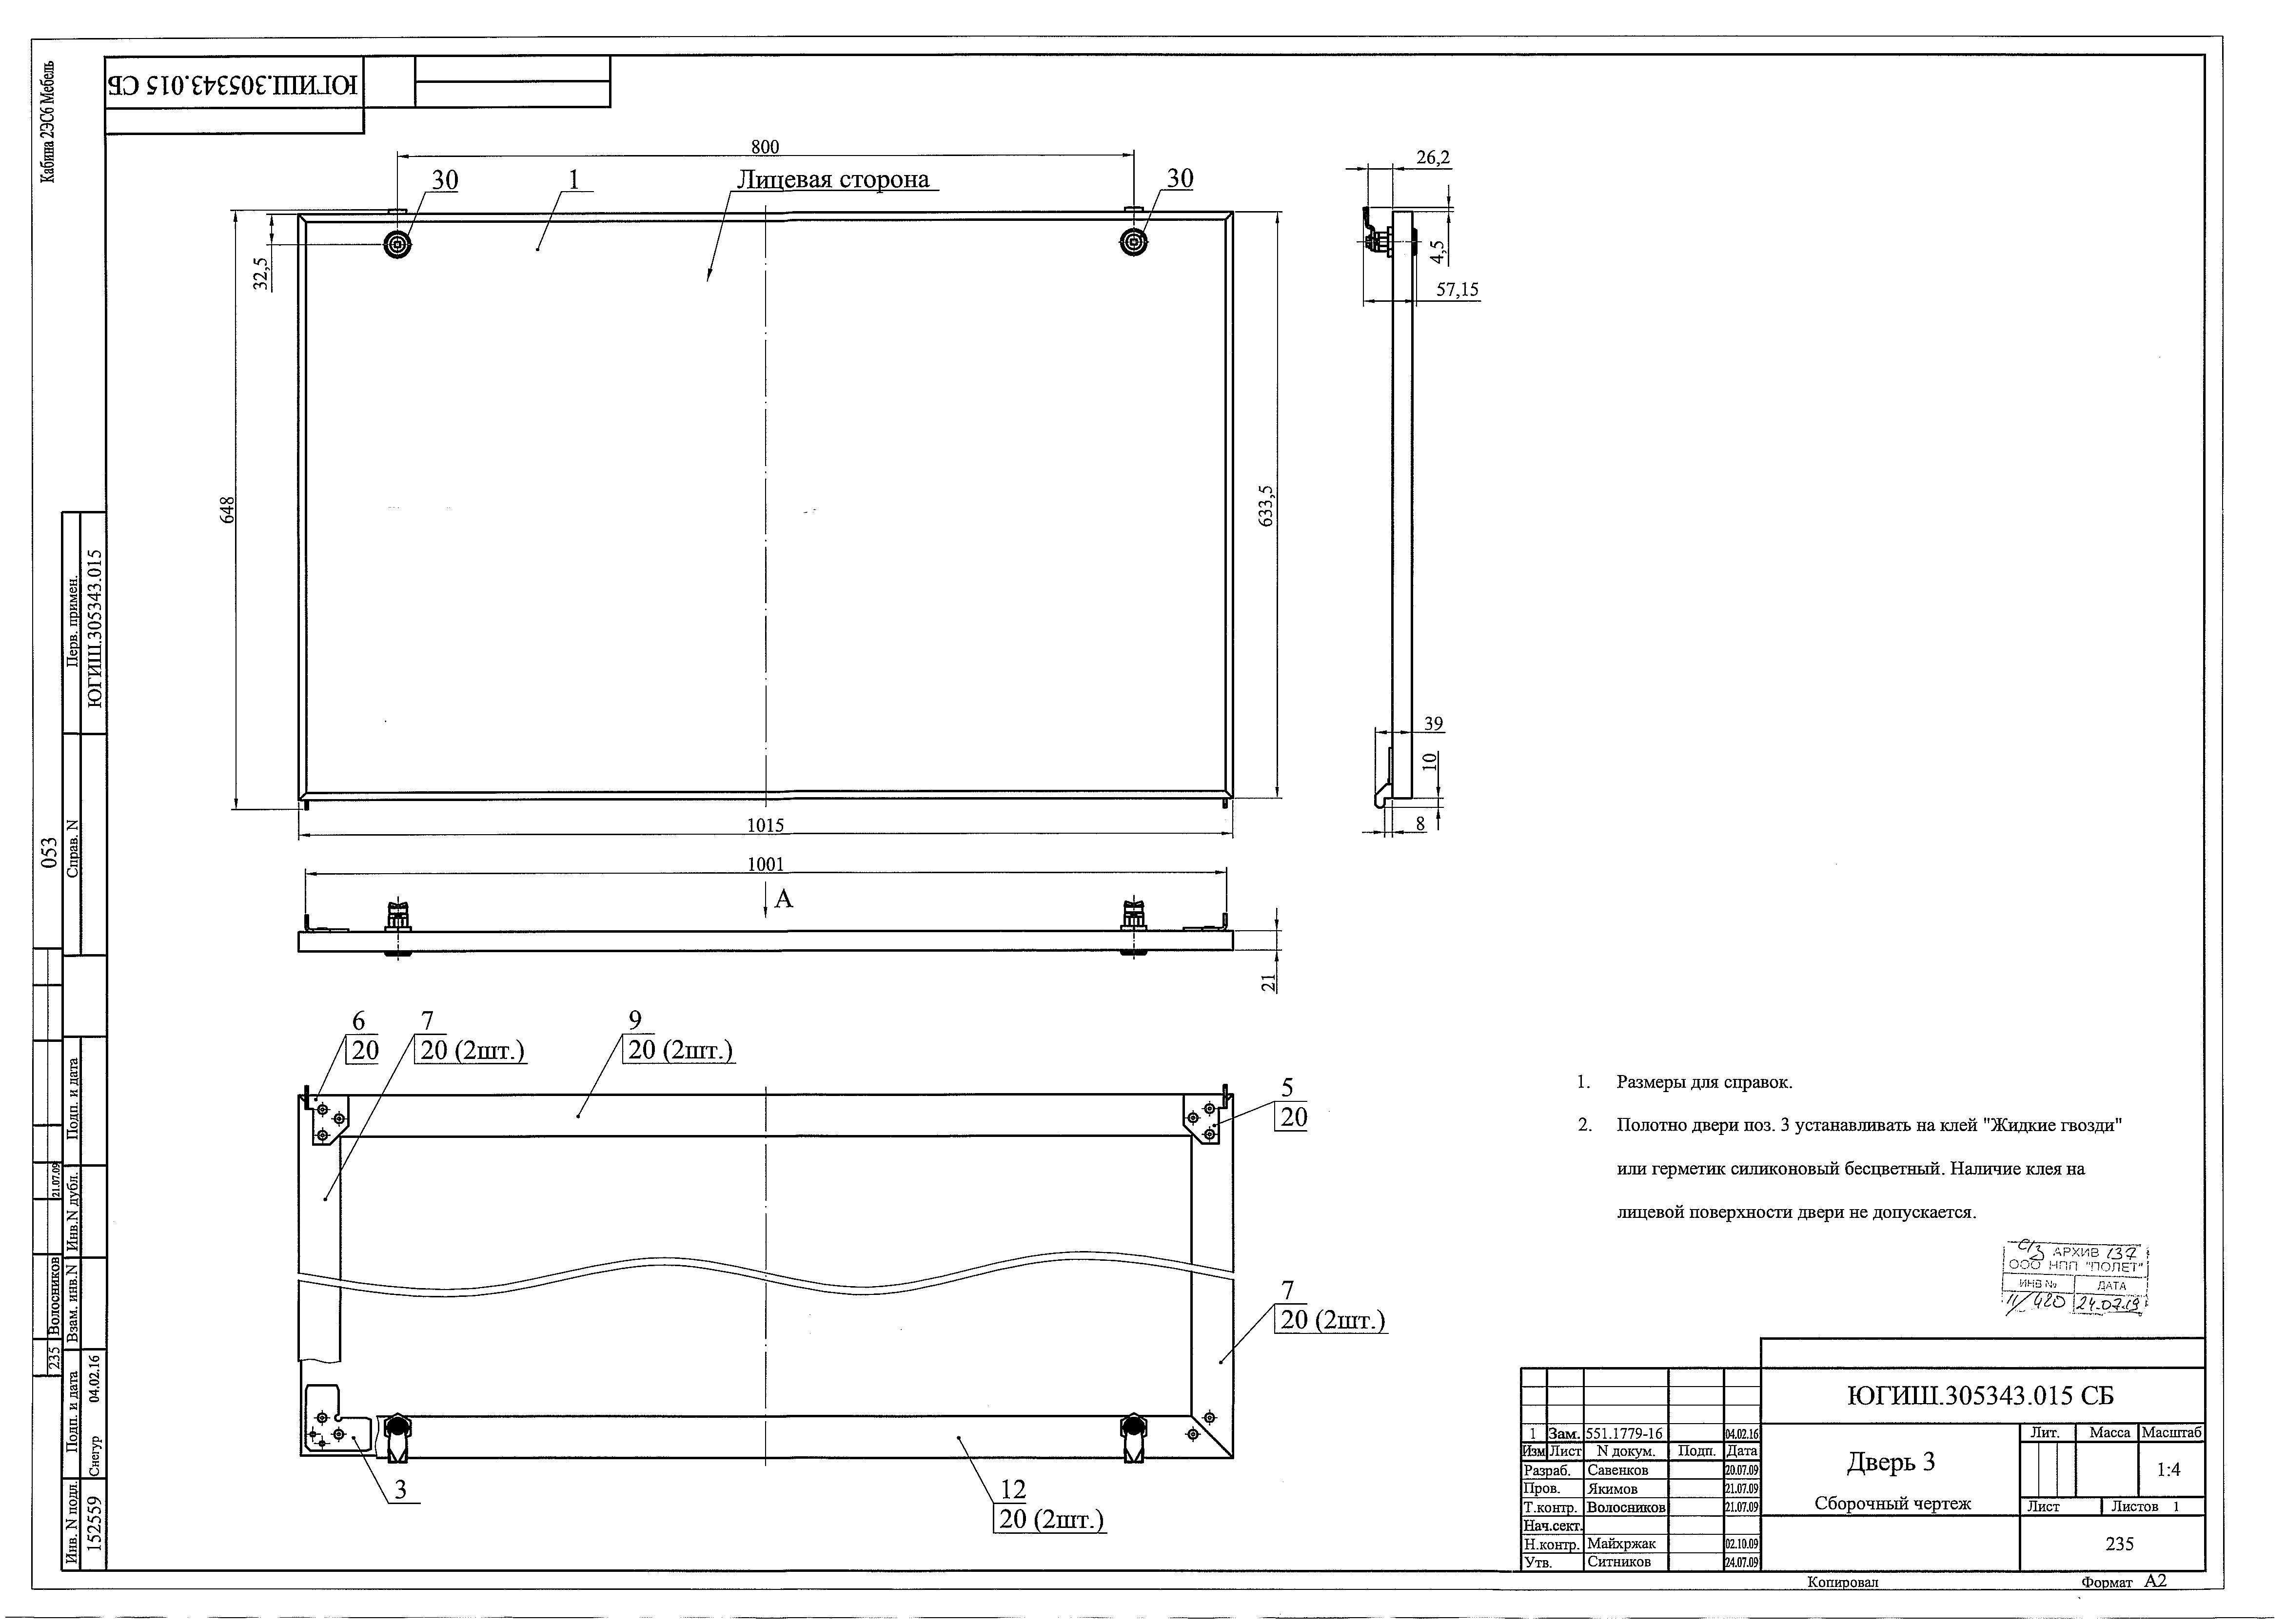 Кабина 2ЭС6 Мебель
ЮГИШ.305343.015 СБ
800
30
1
Лицевая сторона
30
26,2
32,5
4,5
57,15
648
633,5
39
10
8
1015
1001
А
21
Перв. примен.
ЮГИШ.305343.015
Справ. N
053
Подп. и дата
Инв.N дубл.
21.07.09
Взам. инв.N
Волосников
235
Подп. и дата
Снегур 04.02.16
Инв. N подл.
152559
6
20
7
20 (2шт.)
9
20 (2шт.)
5
20
7
20 (2шт.)
3
12
20 (2шт.)
1. Размеры для справок.
2. Полотно двери поз. 3 устанавливать на клей "Жидкие гвозди"
или герметик силиконовый бесцветный. Наличие клея на
лицевой поверхности двери не допускается.
АРХИВ 137
ООО НПП "ПОЛЕТ"
ИНВ № ДАТА
11/420 24.07.19
ЮГИШ.305343.015 СБ
1 Зам. 551.1779-16 04.02.16
Изм Лист N докум. Подп. Дата
Разраб. Савенков 20.07.09
Пров. Якимов 21.07.09
Т.контр. Волосников 21.07.09
Нач.сект.
Н.контр. Майхржак 02.10.09
Утв. Ситников 24.07.09
Дверь 3
Сборочный чертеж
Лит. Масса Масштаб
1:4
Лист Листов 1
235
Копировал Формат А2